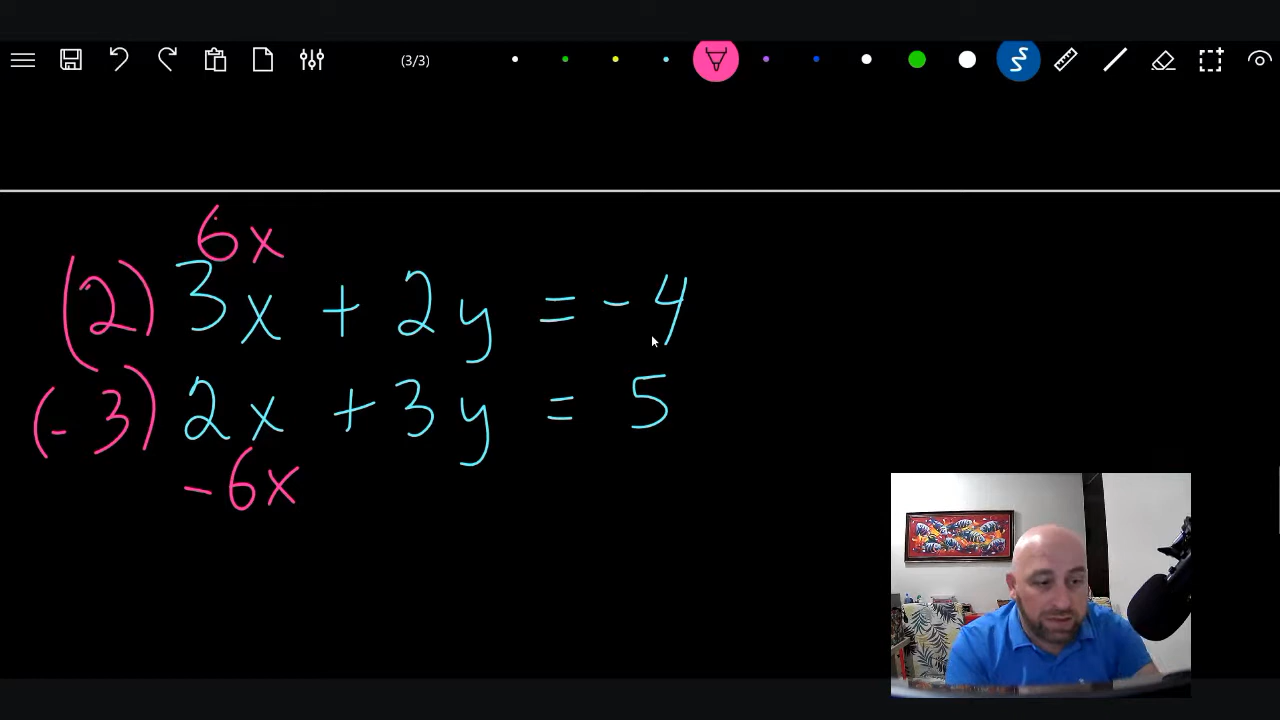 (3/3)
6x
(2) 3x + 2y = -4
(-3) 2x + 3y = 5
-6x